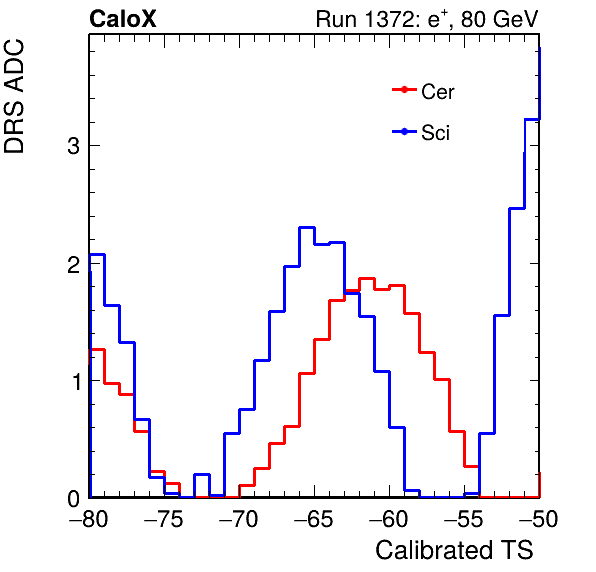 CaloX Run 1372: e⁺, 80 GeV
DRS ADC
Cer
Sci
3
2
1
0
−80 −75 −70 −65 −60 −55 −50
Calibrated TS